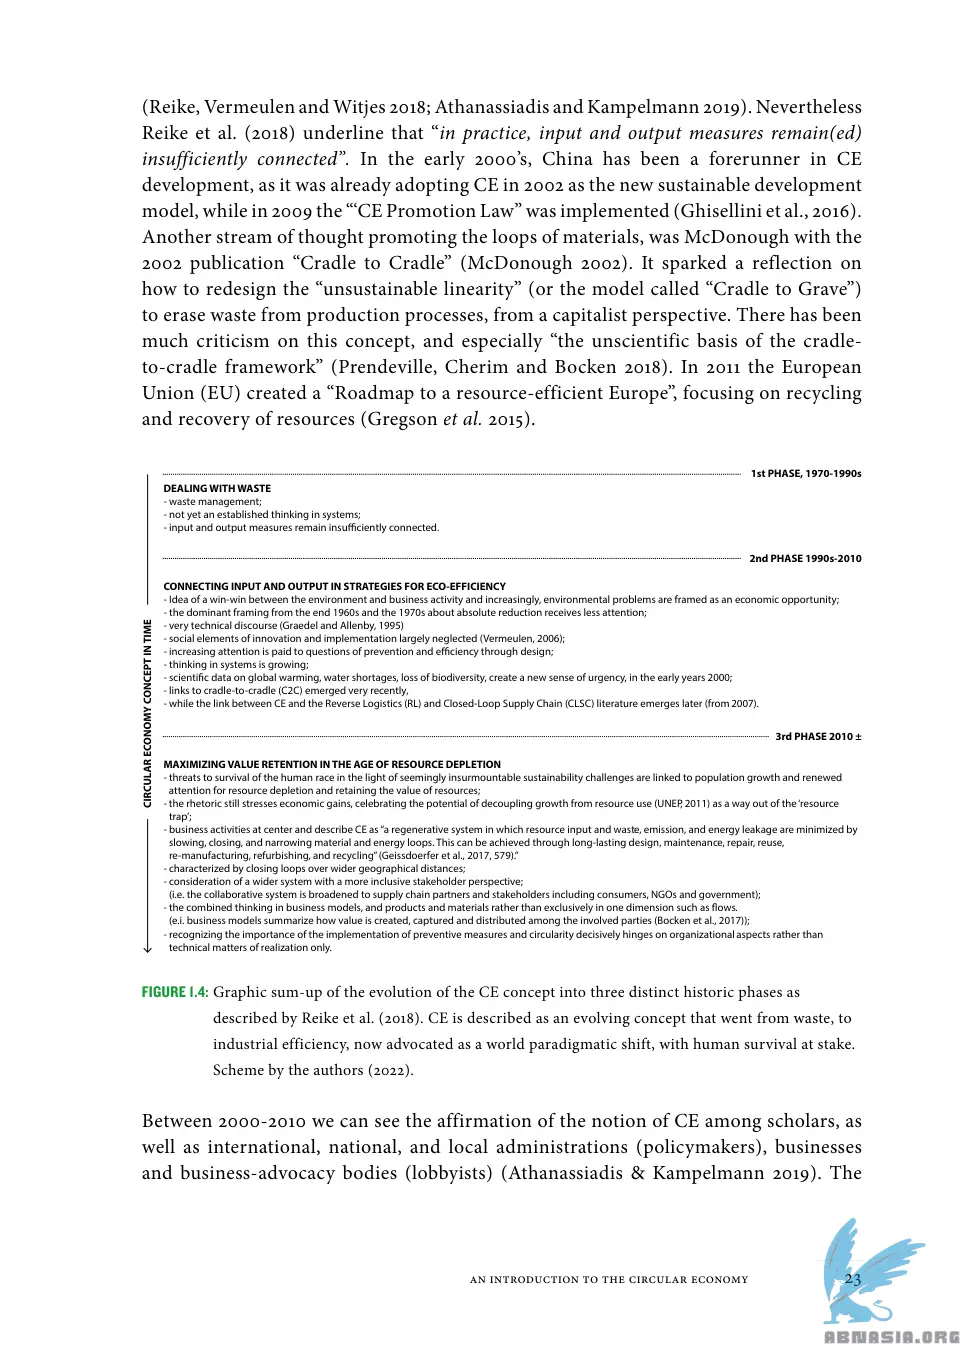 (Reike, Vermeulen and Witjes 2018; Athanassiadis and Kampelmann 2019). Nevertheless
Reike et al. (2018) underline that “in practice, input and output measures remain(ed)
insufficiently connected”. In the early 2000’s, China has been a forerunner in CE
development, as it was already adopting CE in 2002 as the new sustainable development
model, while in 2009 the “‘CE Promotion Law” was implemented (Ghisellini et al., 2016).
Another stream of thought promoting the loops of materials, was McDonough with the
2002 publication “Cradle to Cradle” (McDonough 2002). It sparked a reflection on
how to redesign the “unsustainable linearity” (or the model called “Cradle to Grave”)
to erase waste from production processes, from a capitalist perspective. There has been
much criticism on this concept, and especially “the unscientific basis of the cradle-
to-cradle framework” (Prendeville, Cherim and Bocken 2018). In 2011 the European
Union (EU) created a “Roadmap to a resource-efficient Europe”, focusing on recycling
and recovery of resources (Gregson et al. 2015).
CIRCULAR ECONOMY CONCEPT IN TIME
1st PHASE, 1970-1990s
DEALING WITH WASTE
- waste management;
- not yet an established thinking in systems;
- input and output measures remain insufficiently connected.
2nd PHASE 1990s-2010
CONNECTING INPUT AND OUTPUT IN STRATEGIES FOR ECO-EFFICIENCY
- Idea of a win-win between the environment and business activity and increasingly, environmental problems are framed as an economic opportunity;
- the dominant framing from the end 1960s and the 1970s about absolute reduction receives less attention;
- very technical discourse (Graedel and Allenby, 1995)
- social elements of innovation and implementation largely neglected (Vermeulen, 2006);
- increasing attention is paid to questions of prevention and efficiency through design;
- thinking in systems is growing;
- scientific data on global warming, water shortages, loss of biodiversity, create a new sense of urgency, in the early years 2000;
- links to cradle-to-cradle (C2C) emerged very recently,
- while the link between CE and the Reverse Logistics (RL) and Closed-Loop Supply Chain (CLSC) literature emerges later (from 2007).
3rd PHASE 2010 ±
MAXIMIZING VALUE RETENTION IN THE AGE OF RESOURCE DEPLETION
- threats to survival of the human race in the light of seemingly insurmountable sustainability challenges are linked to population growth and renewed
attention for resource depletion and retaining the value of resources;
- the rhetoric still stresses economic gains, celebrating the potential of decoupling growth from resource use (UNEP, 2011) as a way out of the ‘resource
trap’;
- business activities at center and describe CE as “a regenerative system in which resource input and waste, emission, and energy leakage are minimized by
slowing, closing, and narrowing material and energy loops. This can be achieved through long-lasting design, maintenance, repair, reuse,
re-manufacturing, refurbishing, and recycling” (Geissdoerfer et al., 2017, 579).”
- characterized by closing loops over wider geographical distances;
- consideration of a wider system with a more inclusive stakeholder perspective;
(i.e. the collaborative system is broadened to supply chain partners and stakeholders including consumers, NGOs and government);
- the combined thinking in business models, and products and materials rather than exclusively in one dimension such as flows.
(e.i. business models summarize how value is created, captured and distributed among the involved parties (Bocken et al., 2017));
- recognizing the importance of the implementation of preventive measures and circularity decisively hinges on organizational aspects rather than
technical matters of realization only.
FIGURE I.4: Graphic sum-up of the evolution of the CE concept into three distinct historic phases as
described by Reike et al. (2018). CE is described as an evolving concept that went from waste, to
industrial efficiency, now advocated as a world paradigmatic shift, with human survival at stake.
Scheme by the authors (2022).
Between 2000-2010 we can see the affirmation of the notion of CE among scholars, as
well as international, national, and local administrations (policymakers), businesses
and business-advocacy bodies (lobbyists) (Athanassiadis & Kampelmann 2019). The
AN INTRODUCTION TO THE CIRCULAR ECONOMY 23
ABNASIA.ORG